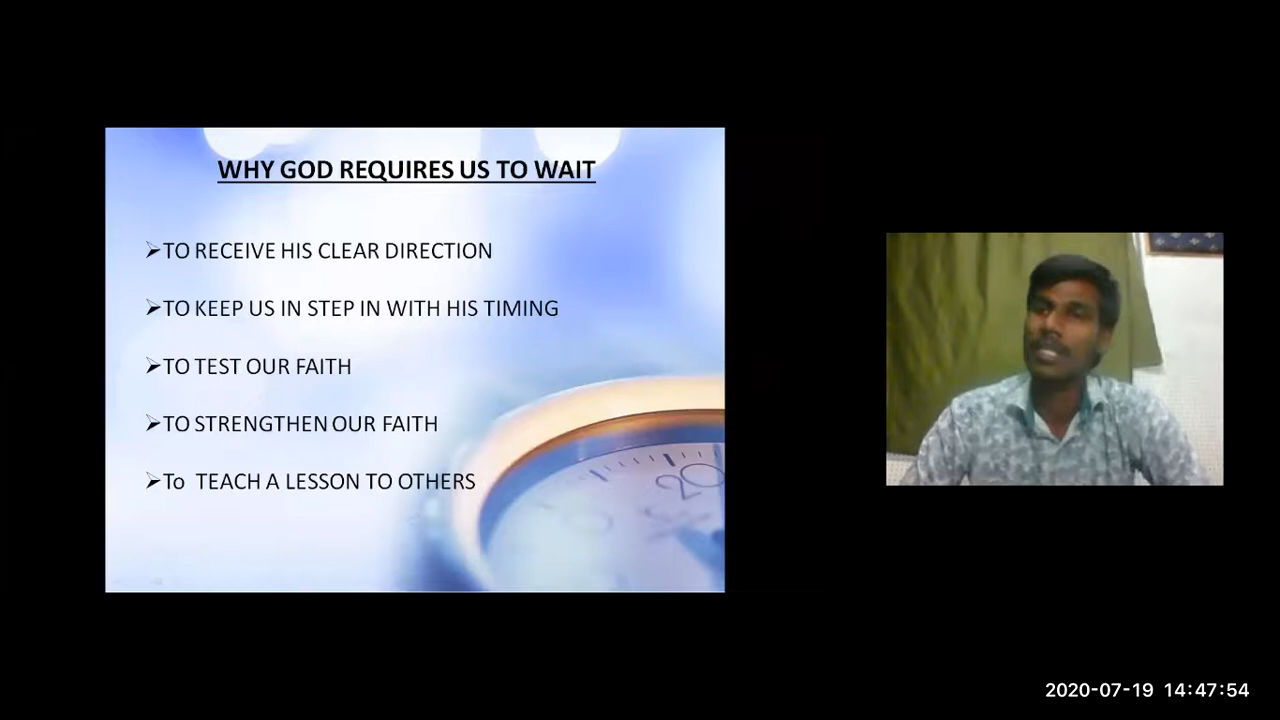 WHY GOD REQUIRES US TO WAIT
➢TO RECEIVE HIS CLEAR DIRECTION
➢TO KEEP US IN STEP IN WITH HIS TIMING
➢TO TEST OUR FAITH
➢TO STRENGTHEN OUR FAITH
➢To TEACH A LESSON TO OTHERS
20
2020-07-19 14:47:54